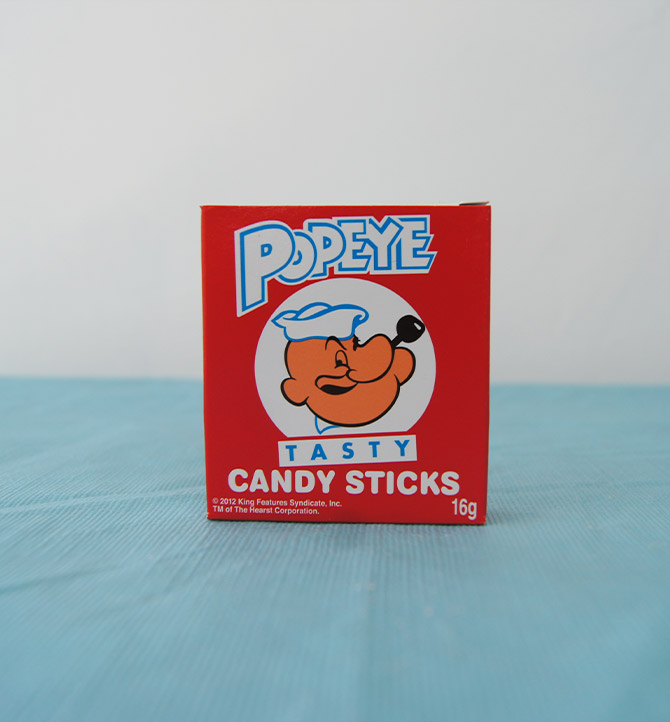 POPEYE
TASTY
CANDY STICKS
© 2012 King Features Syndicate, Inc.
TM of The Hearst Corporation.
16g